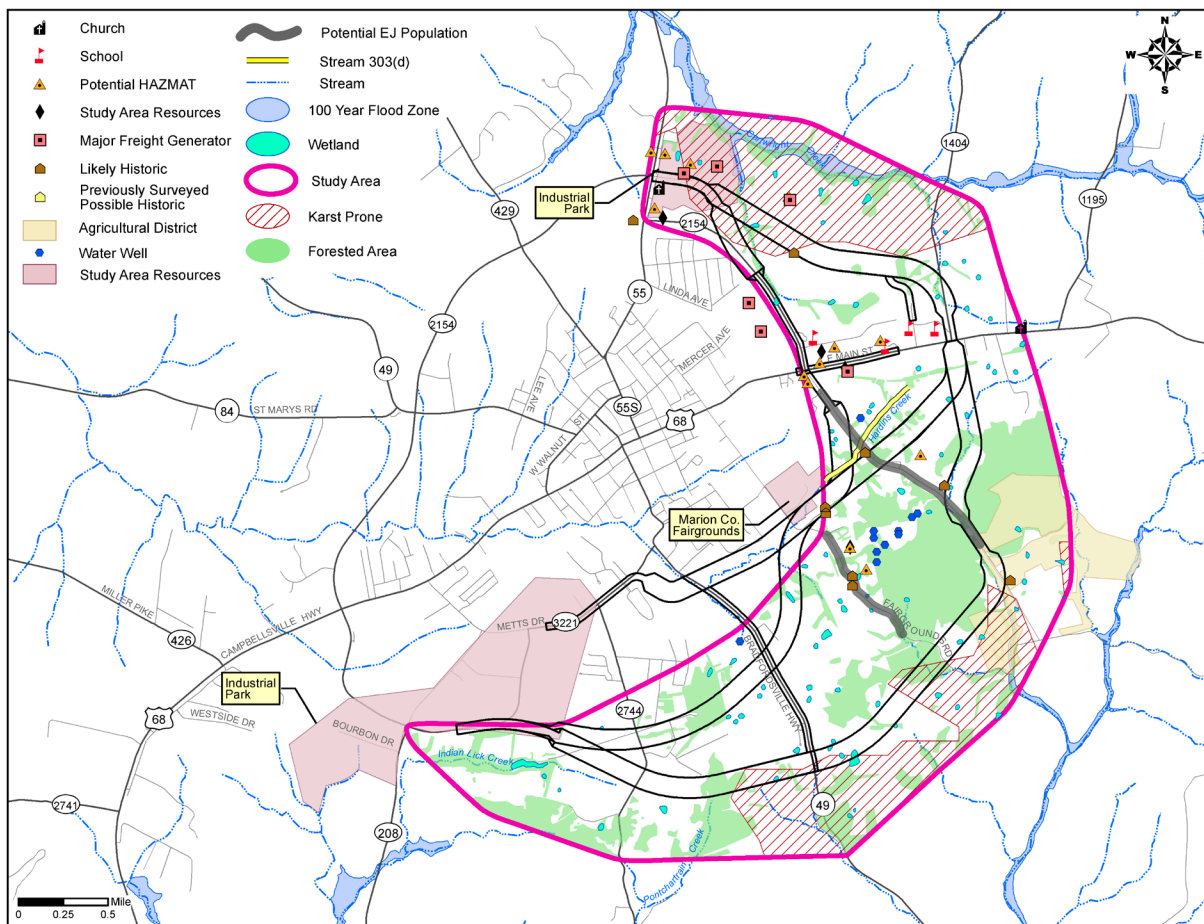 Church
School
Potential HAZMAT
Study Area Resources
Major Freight Generator
Likely Historic
Previously Surveyed
Possible Historic
Agricultural District
Water Well
Study Area Resources
Potential EJ Population
Stream 303(d)
Stream
100 Year Flood Zone
Wetland
Study Area
Karst Prone
Forested Area
N
W
E
S
Cartwright Creek
1404
1195
429
Industrial
Park
2154
55
LINDA AVE
2154
49
MERCER AVE
E MAIN ST
LEE AVE
84
ST MARYS RD
55S
68
W WALNUT ST
Hardins Creek
Marion Co.
Fairgrounds
MILLER PIKE
426
CAMPBELLSVILLE HWY
METTS DR
3221
FAIRGROUNDS RD
BRADFORDSVILLE HWY
Industrial
Park
68
WESTSIDE DR
BOURBON DR
2744
Indian Lick Creek
2741
208
49
Pontchartrain Creek
0
0.25
0.5
Mile